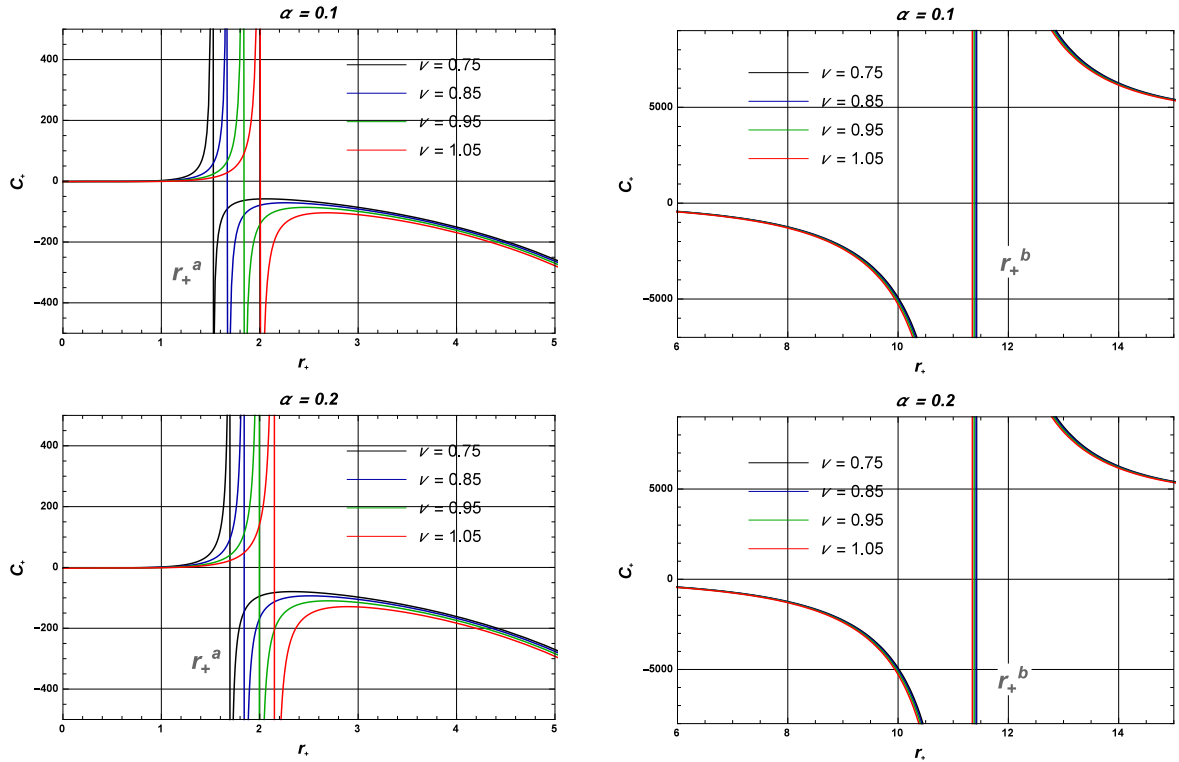 α = 0.1
C₊
400
200
0
−200
−400
ν = 0.75
ν = 0.85
ν = 0.95
ν = 1.05
r₊ᵃ
0 1 2 3 4 5
r₊
α = 0.1
C₊
5000
0
−5000
ν = 0.75
ν = 0.85
ν = 0.95
ν = 1.05
r₊ᵇ
6 8 10 12 14
r₊
α = 0.2
C₊
400
200
0
−200
−400
ν = 0.75
ν = 0.85
ν = 0.95
ν = 1.05
r₊ᵃ
0 1 2 3 4 5
r₊
α = 0.2
C₊
5000
0
−5000
ν = 0.75
ν = 0.85
ν = 0.95
ν = 1.05
r₊ᵇ
6 8 10 12 14
r₊